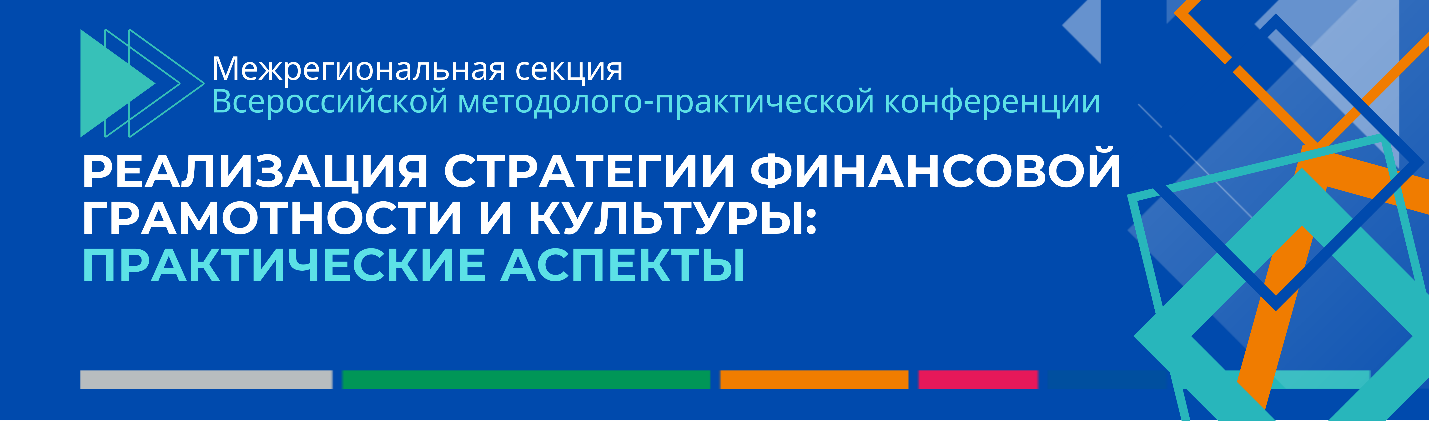 Межрегиональная секция
Всероссийской методолого-практической конференции
РЕАЛИЗАЦИЯ СТРАТЕГИИ ФИНАНСОВОЙ
ГРАМОТНОСТИ И КУЛЬТУРЫ:
ПРАКТИЧЕСКИЕ АСПЕКТЫ